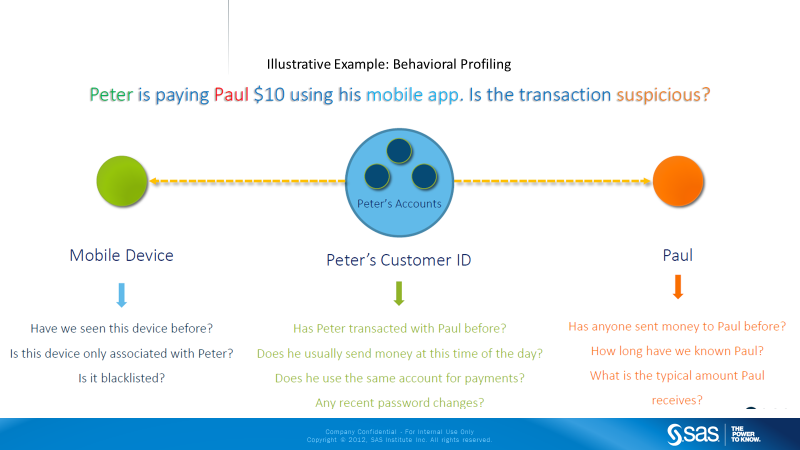 Illustrative Example: Behavioral Profiling
Peter is paying Paul $10 using his mobile app. Is the transaction suspicious?
Peter's Accounts
Mobile Device
Peter's Customer ID
Paul
Have we seen this device before?
Is this device only associated with Peter?
Is it blacklisted?
Has Peter transacted with Paul before?
Does he usually send money at this time of the day?
Does he use the same account for payments?
Any recent password changes?
Has anyone sent money to Paul before?
How long have we known Paul?
What is the typical amount Paul
receives?
Company Confidential - For Internal Use Only
Copyright © 2012, SAS Institute Inc. All rights reserved.
sas
THE
POWER
TO KNOW.